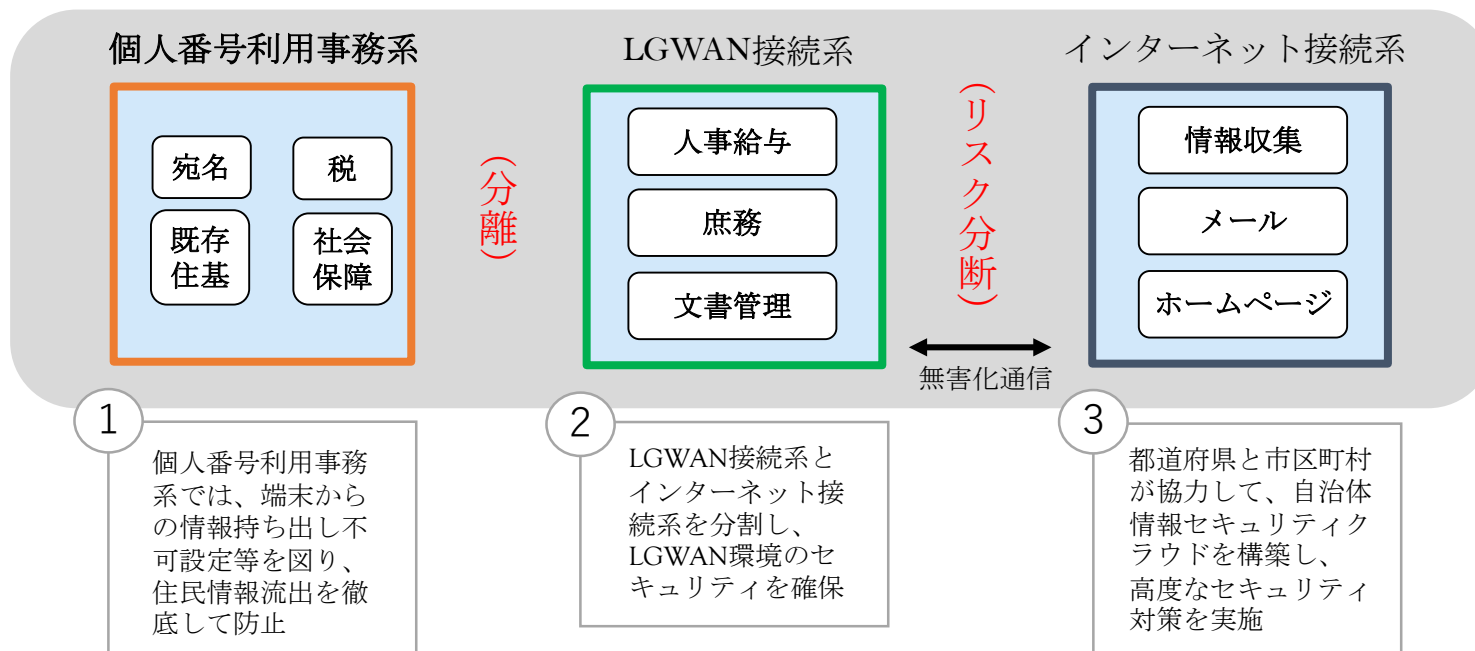 個人番号利用事務系
LGWAN接続系
インターネット接続系
宛名
税
既存
住基
社会
保障
(分離)
人事給与
庶務
文書管理
(リスク分断)
無害化通信
情報収集
メール
ホームページ
1
個人番号利用事務
系では、端末から
の情報持ち出し不
可設定等を図り、
住民情報流出を徹
底して防止
2
LGWAN接続系と
インターネット接
続系を分割し、
LGWAN環境のセ
キュリティを確保
3
都道府県と市区町村
が協力して、自治体
情報セキュリティク
ラウドを構築し、
高度なセキュリティ
対策を実施